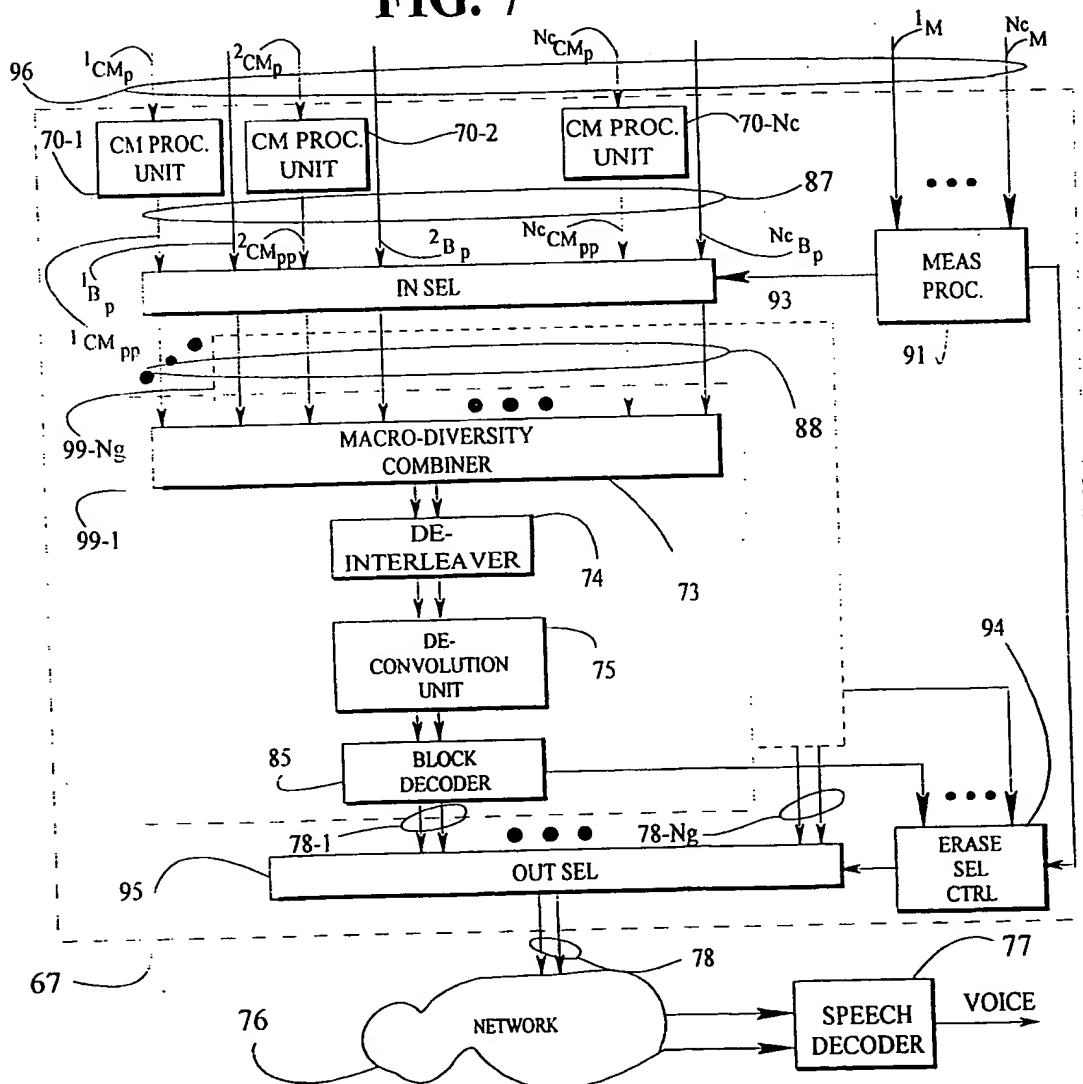 FIG. 7
1CMp 2CMp NcCMp 1M NcM
96
CM PROC. UNIT
70-1
CM PROC. UNIT
70-2
CM PROC. UNIT
70-Nc
87
1CMpp
1Bp
2CMpp
2Bp
NcCMpp
NcBp
IN SEL
93
MEAS PROC.
91
88
99-Ng
99-1
MACRO-DIVERSITY
COMBINER
73
DE-
INTERLEAVER
74
DE-
CONVOLUTION
UNIT
75
94
85
BLOCK
DECODER
78-1
78-Ng
ERASE
SEL
CTRL
95
OUT SEL
67
78
77
76
NETWORK
SPEECH
DECODER
VOICE